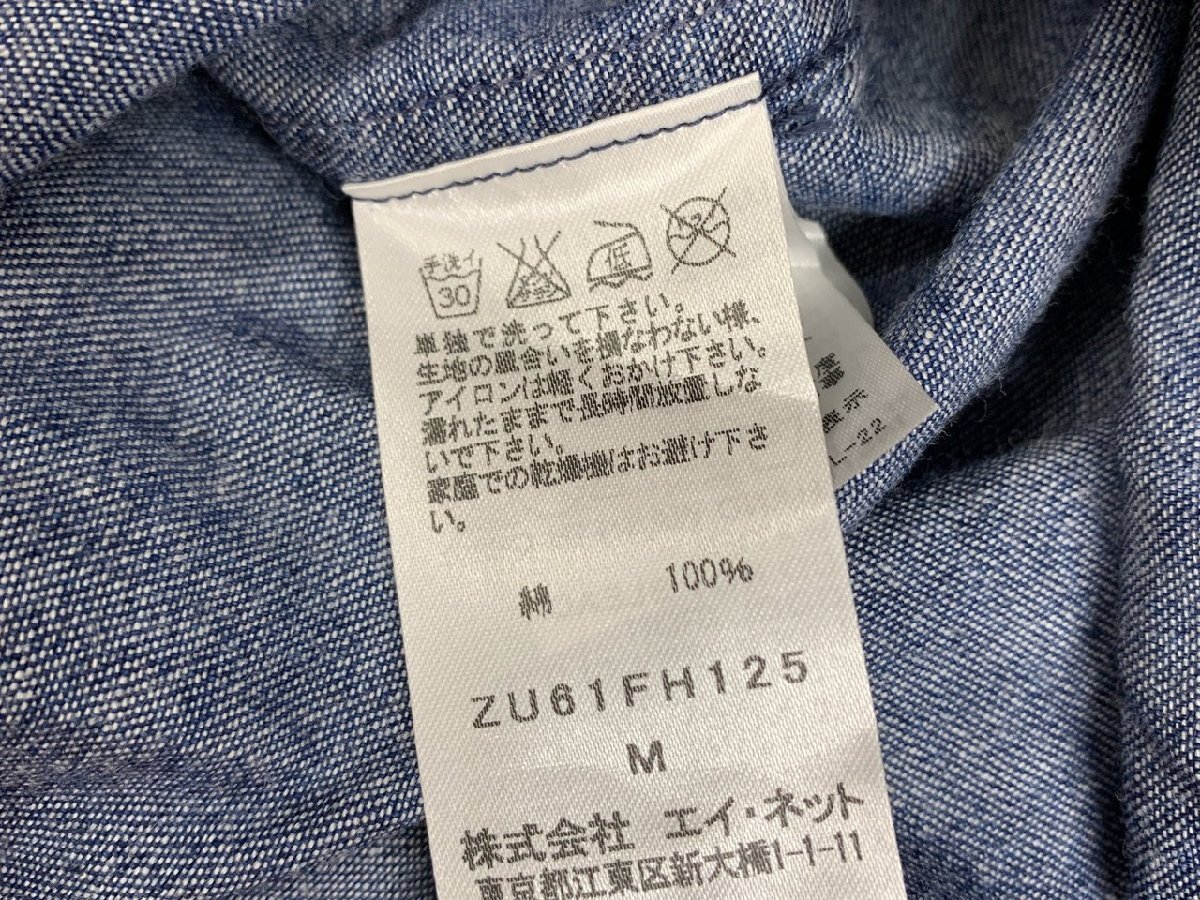 手洗イ
30
低
単独で洗って下さい。
生地の風合いを損なわない様、
アイロンは軽くおかけ下さい。
濡れたままで長時間放置しな
いで下さい。
家庭での乾燥機はお避け下さ
い。
綿 100%
ZU61FH125
M
株式会社 エイ・ネット
東京都江東区新大橋1-1-11
表示
L-22